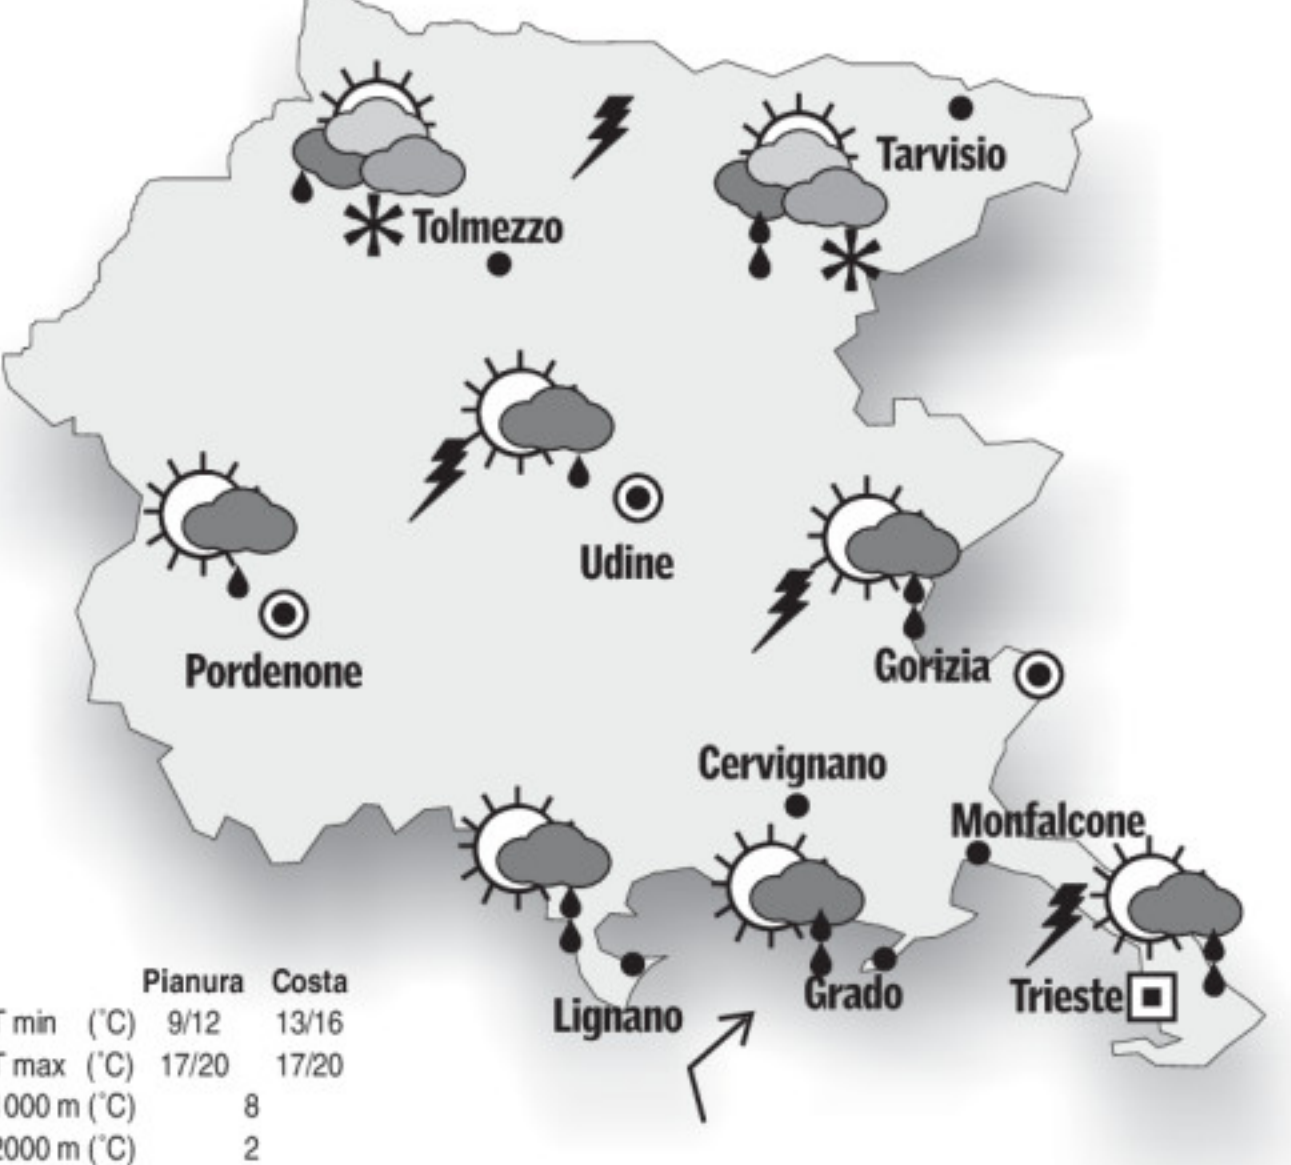 Tarvisio
Tolmezzo
Udine
Pordenone
Gorizia
Cervignano
Monfalcone
Grado
Trieste
Lignano
Pianura Costa
T min (°C) 9/12 13/16
T max (°C) 17/20 17/20
000 m (°C) 8
2000 m (°C) 2